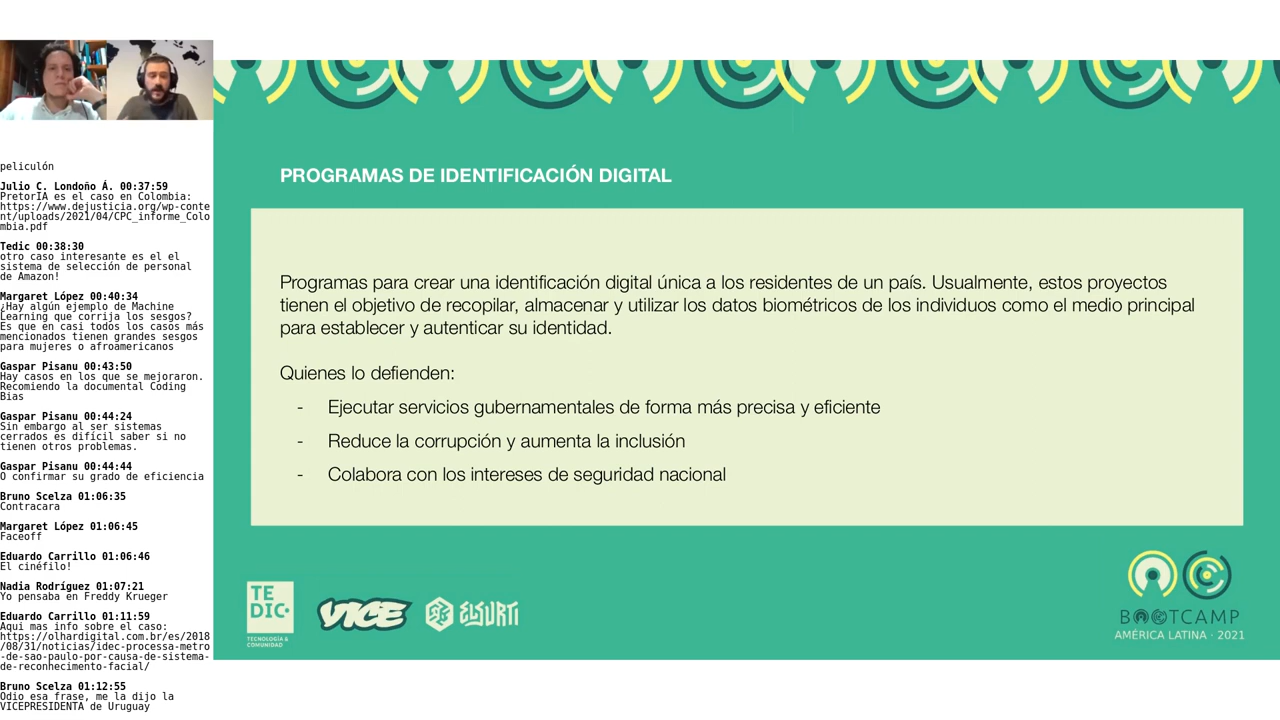 peliculón
Julio C. Londoño Á. 00:37:59
PretorIA es el caso en Colombia:
https://www.dejusticia.org/wp-conte
nt/uploads/2021/04/CPC_informe_Colo
mbia.pdf
Tedic 00:38:30
otro caso interesante es el el
sistema de selección de personal
de Amazon!
Margaret López 00:40:34
¿Hay algún ejemplo de Machine
Learning que corrija los sesgos?
Es que en casi todos los casos más
mencionados tienen grandes sesgos
para mujeres o afroamericanos
Gaspar Pisanu 00:43:50
Hay casos en los que se mejoraron.
Recomiendo la documental Coding
Bias
Gaspar Pisanu 00:44:24
Sin embargo al ser sistemas
cerrados es difícil saber si no
tienen otros problemas.
Gaspar Pisanu 00:44:44
O confirmar su grado de eficiencia
Bruno Scelza 01:06:35
Contracara
Margaret López 01:06:45
Faceoff
Eduardo Carrillo 01:06:46
El cinéfilo!
Nadia Rodríguez 01:07:21
Yo pensaba en Freddy Krueger
Eduardo Carrillo 01:11:59
Aqui mas info sobre el caso:
https://olhardigital.com.br/es/2018
/08/31/noticias/idec-processa-metro
-de-sao-paulo-por-causa-de-sistema-
de-reconhecimento-facial/
Bruno Scelza 01:12:55
Odio esa frase, me la dijo la
VICEPRESIDENTA de Uruguay
PROGRAMAS DE IDENTIFICACIÓN DIGITAL
Programas para crear una identificación digital única a los residentes de un país. Usualmente, estos proyectos
tienen el objetivo de recopilar, almacenar y utilizar los datos biométricos de los individuos como el medio principal
para establecer y autenticar su identidad.
Quienes lo defienden:
- Ejecutar servicios gubernamentales de forma más precisa y eficiente
- Reduce la corrupción y aumenta la inclusión
- Colabora con los intereses de seguridad nacional
TE
DIC
TECNOLOGÍA &
COMUNIDAD
VICE
ELSURTI
BOOTCAMP
AMÉRICA LATINA · 2021